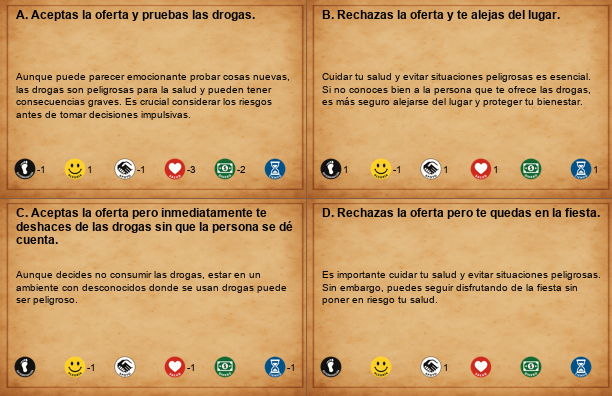 A. Aceptas la oferta y pruebas las drogas.
Aunque puede parecer emocionante probar cosas nuevas,
las drogas son peligrosas para la salud y pueden tener
consecuencias graves. Es crucial considerar los riesgos
antes de tomar decisiones impulsivas.
-1 1 -1 -3 -2
B. Rechazas la oferta y te alejas del lugar.
Cuidar tu salud y evitar situaciones peligrosas es esencial.
Si no conoces bien a la persona que te ofrece las drogas,
es más seguro alejarse del lugar y proteger tu bienestar.
1 -1 1 1 1
C. Aceptas la oferta pero inmediatamente te
deshaces de las drogas sin que la persona se dé
cuenta.
Aunque decides no consumir las drogas, estar en un
ambiente con desconocidos donde se usan drogas puede
ser peligroso.
-1 -1 -1
D. Rechazas la oferta pero te quedas en la fiesta.
Es importante cuidar tu salud y evitar situaciones peligrosas.
Sin embargo, puedes seguir disfrutando de la fiesta sin
poner en riesgo tu salud.
1